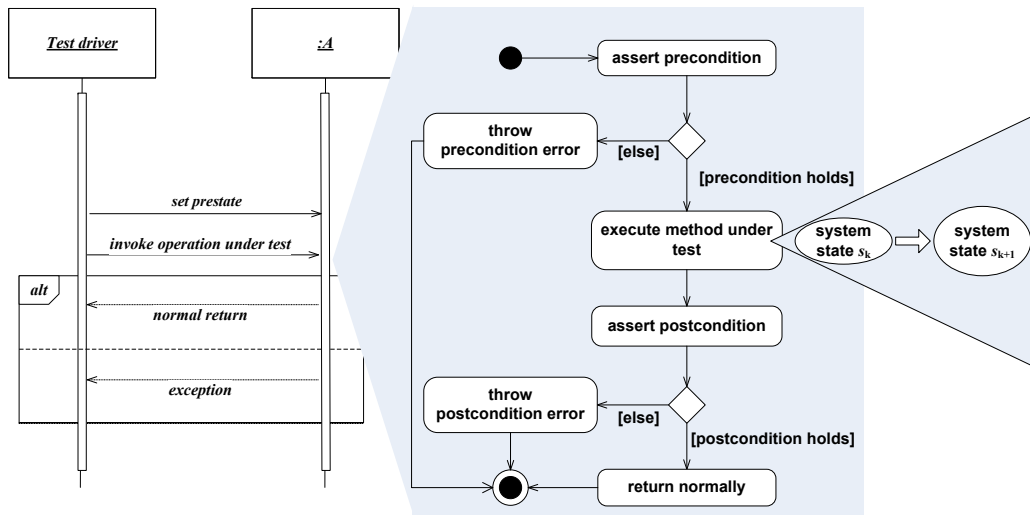 Test driver
:A
set prestate
invoke operation under test
alt
normal return
exception
assert precondition
throw
precondition error
[else]
[precondition holds]
execute method under
test
system
state sk
system
state sk+1
assert postcondition
throw
postcondition error
[else]
[postcondition holds]
return normally